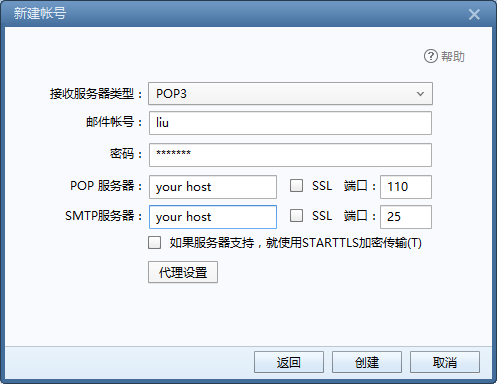 新建帐号
? 帮助
接收服务器类型： POP3
邮件帐号： liu
密码： *******
POP 服务器： your host SSL 端口： 110
SMTP服务器： your host SSL 端口： 25
如果服务器支持，就使用STARTTLS加密传输(T)
代理设置
返回 创建 取消